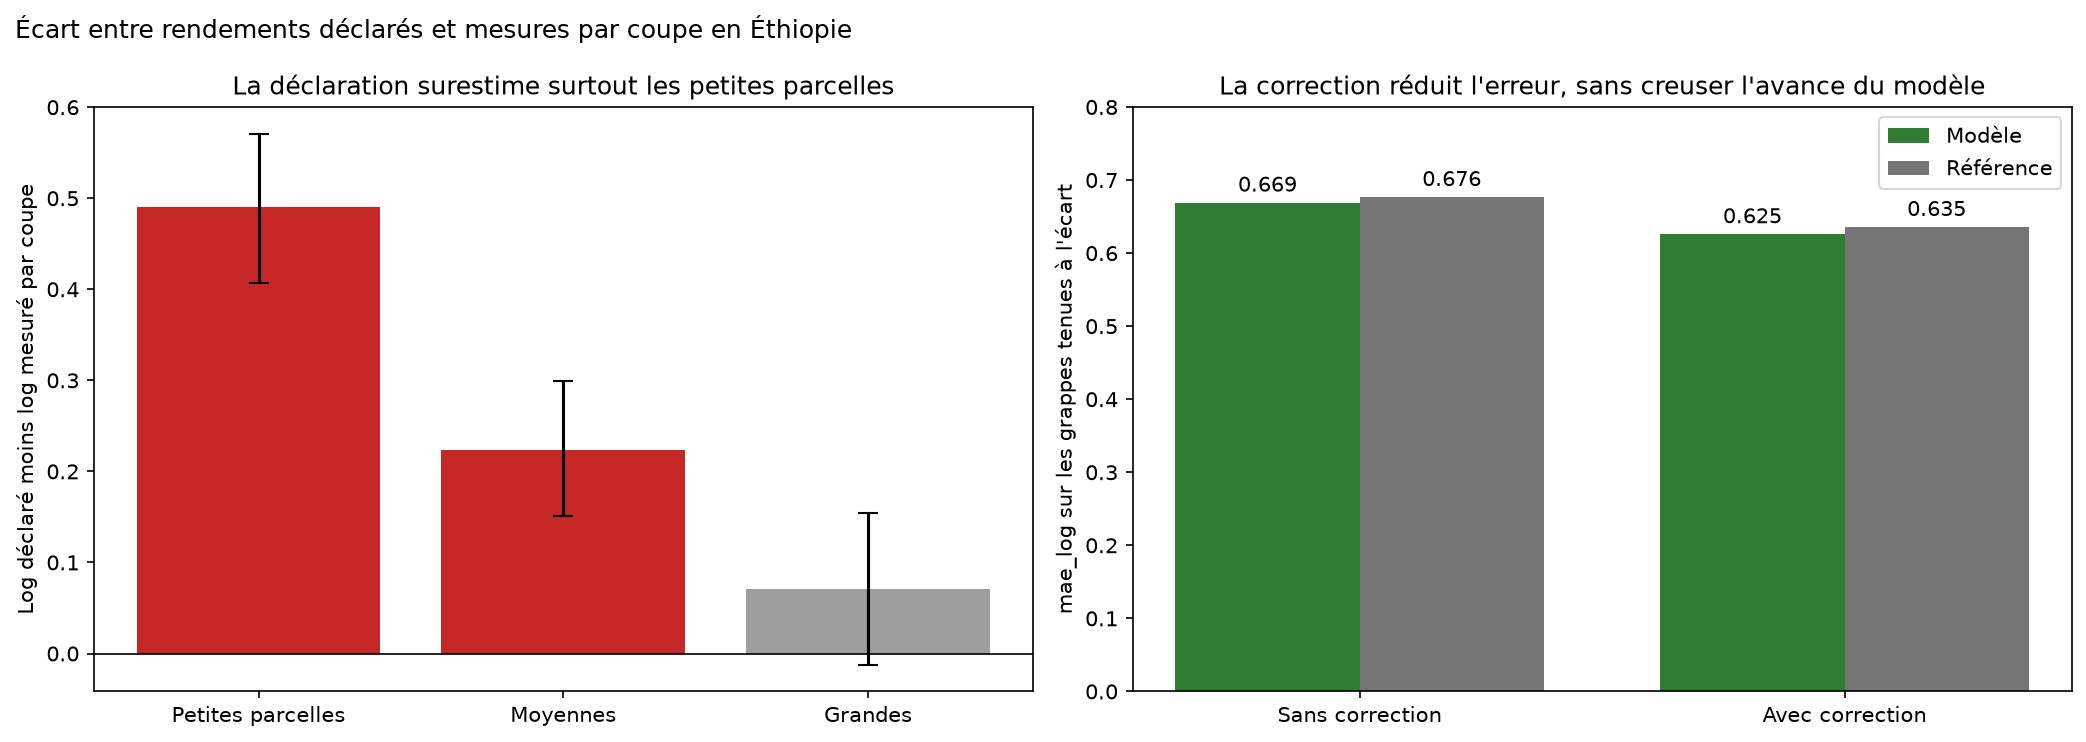 Écart entre rendements déclarés et mesures par coupe en Éthiopie
La déclaration surestime surtout les petites parcelles
Log déclaré moins log mesuré par coupe
0.6
0.5
0.4
0.3
0.2
0.1
0.0
Petites parcelles
Moyennes
Grandes
La correction réduit l'erreur, sans creuser l'avance du modèle
mae_log sur les grappes tenues à l'écart
0.8
0.7
0.6
0.5
0.4
0.3
0.2
0.1
0.0
Modèle
Référence
0.669
0.676
0.625
0.635
Sans correction
Avec correction